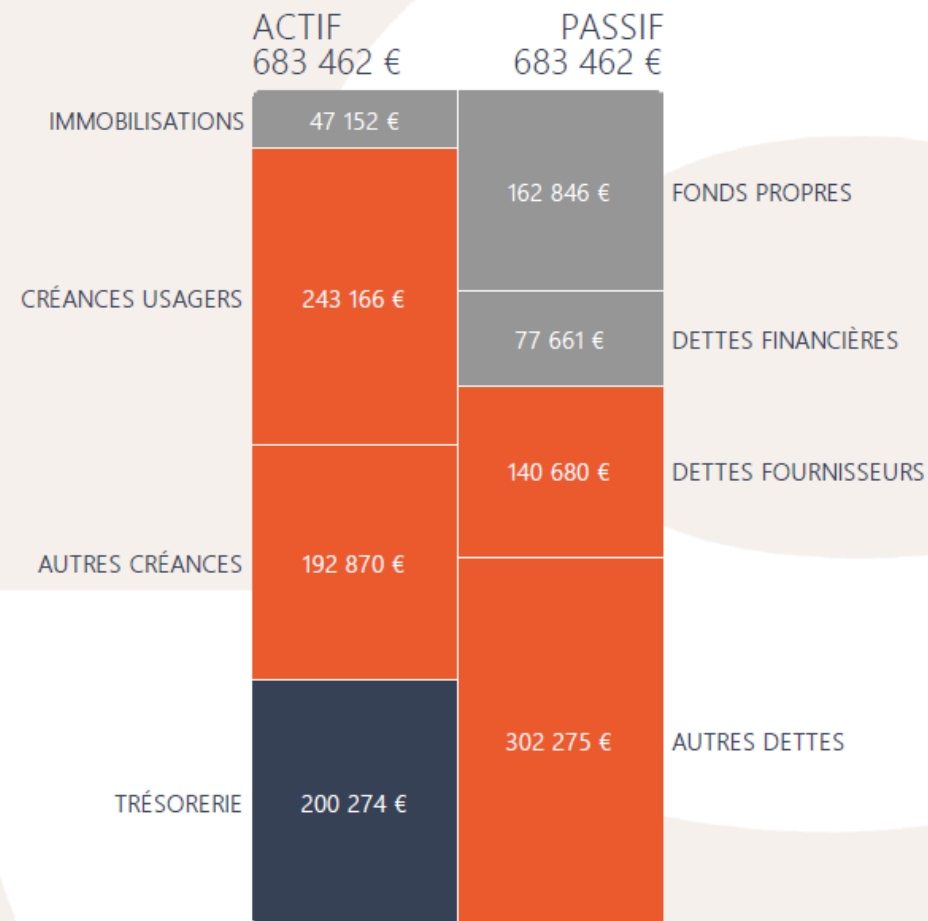 ACTIF
683 462 €
PASSIF
683 462 €
IMMOBILISATIONS
47 152 €
162 846 €
FONDS PROPRES
CRÉANCES USAGERS
243 166 €
77 661 €
DETTES FINANCIÈRES
140 680 €
DETTES FOURNISSEURS
AUTRES CRÉANCES
192 870 €
302 275 €
AUTRES DETTES
TRÉSORERIE
200 274 €